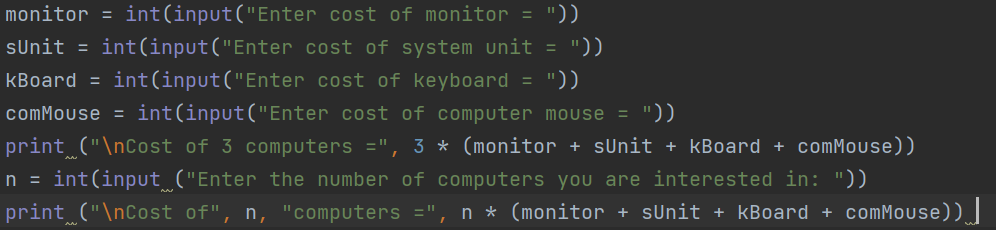 monitor = int(input("Enter cost of monitor = "))
sUnit = int(input("Enter cost of system unit = "))
kBoard = int(input("Enter cost of keyboard = "))
comMouse = int(input("Enter cost of computer mouse = "))
print ("\nCost of 3 computers =", 3 * (monitor + sUnit + kBoard + comMouse))
n = int(input ("Enter the number of computers you are interested in: "))
print ("\nCost of", n, "computers =", n * (monitor + sUnit + kBoard + comMouse))